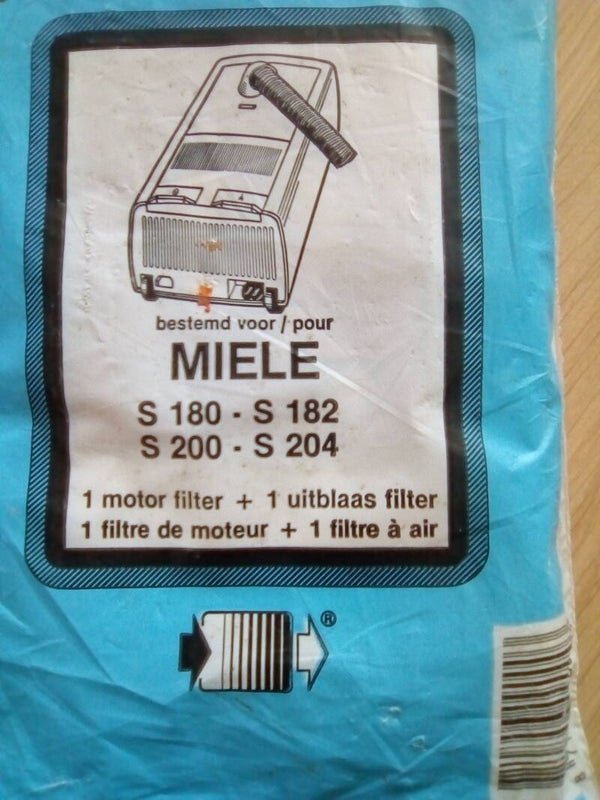 bestemd voor / pour
MIELE
S 180 - S 182
S 200 - S 204
1 motor filter + 1 uitblaas filter
1 filtre de moteur + 1 filtre à air
®